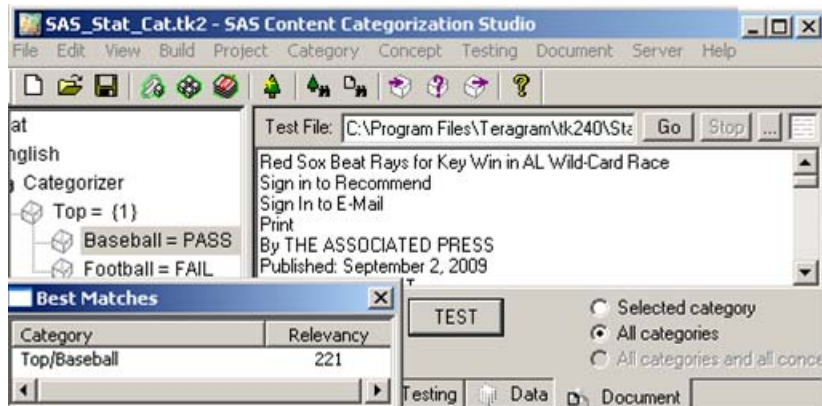 SAS_Stat_Cat.tk2 - SAS Content Categorization Studio
File Edit View Build Project Category Concept Testing Document Server Help
at
nglish
Categorizer
Top = {1}
Baseball = PASS
Football = FAIL
Test File: C:\Program Files\Teragram\tk240\Sta Go Stop ...
Red Sox Beat Rays for Key Win in AL Wild-Card Race
Sign in to Recommend
Sign In to E-Mail
Print
By THE ASSOCIATED PRESS
Published: September 2, 2009
Best Matches
Category Relevancy
Top/Baseball 221
TEST
Selected category
All categories
All categories and all conce
Testing Data Document